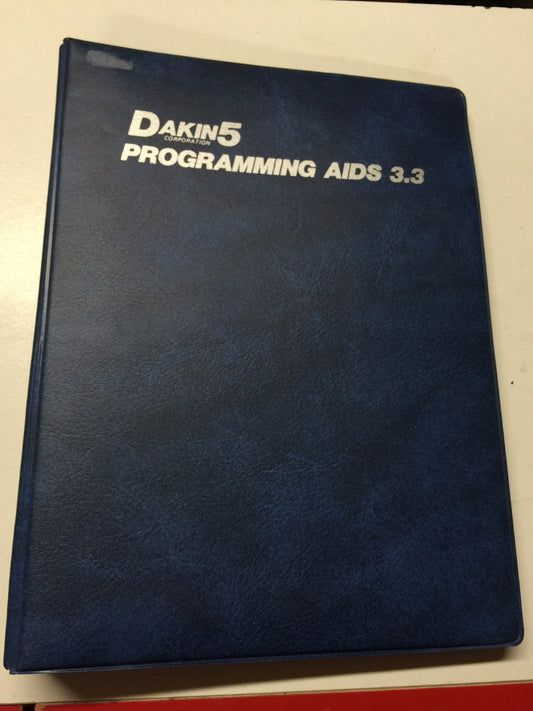 DAKIN5
CORPORATION
PROGRAMMING AIDS 3.3